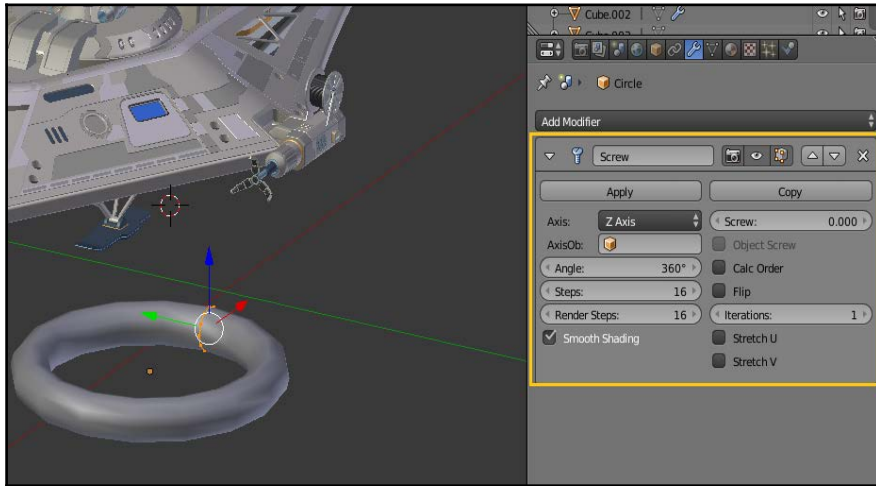 Cube.002
Circle
Add Modifier
Screw
Apply Copy
Axis: Z Axis Screw: 0.000
AxisOb: Object Screw
Angle: 360° Calc Order
Steps: 16 Flip
Render Steps: 16 Iterations: 1
Smooth Shading Stretch U
Stretch V